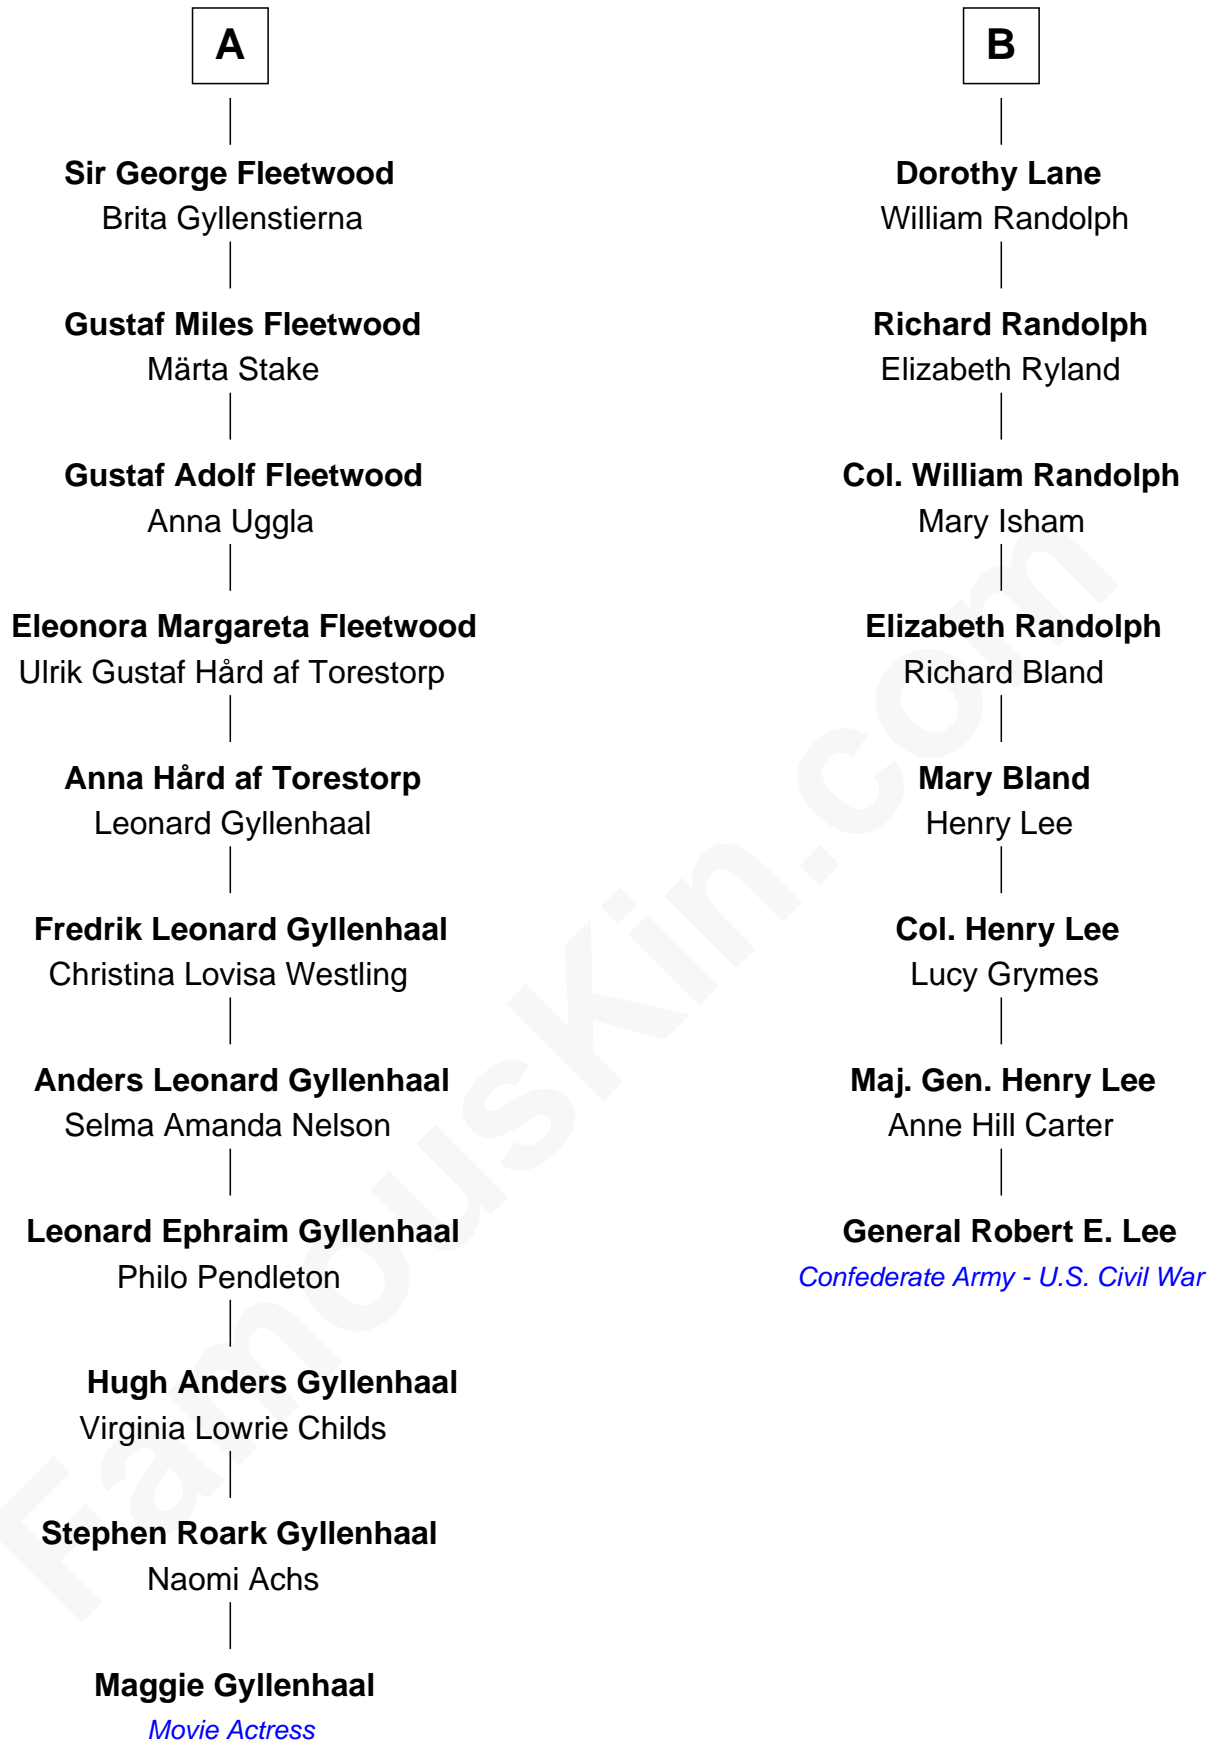 A
Sir George Fleetwood
Brita Gyllenstierna
Gustaf Miles Fleetwood
Märta Stake
Gustaf Adolf Fleetwood
Anna Uggla
Eleonora Margareta Fleetwood
Ulrik Gustaf Hård af Torestorp
Anna Hård af Torestorp
Leonard Gyllenhaal
Fredrik Leonard Gyllenhaal
Christina Lovisa Westling
Anders Leonard Gyllenhaal
Selma Amanda Nelson
Leonard Ephraim Gyllenhaal
Philo Pendleton
Hugh Anders Gyllenhaal
Virginia Lowrie Childs
Stephen Roark Gyllenhaal
Naomi Achs
Maggie Gyllenhaal
Movie Actress
B
Dorothy Lane
William Randolph
Richard Randolph
Elizabeth Ryland
Col. William Randolph
Mary Isham
Elizabeth Randolph
Richard Bland
Mary Bland
Henry Lee
Col. Henry Lee
Lucy Grymes
Maj. Gen. Henry Lee
Anne Hill Carter
General Robert E. Lee
Confederate Army - U.S. Civil War
FamousKin.com